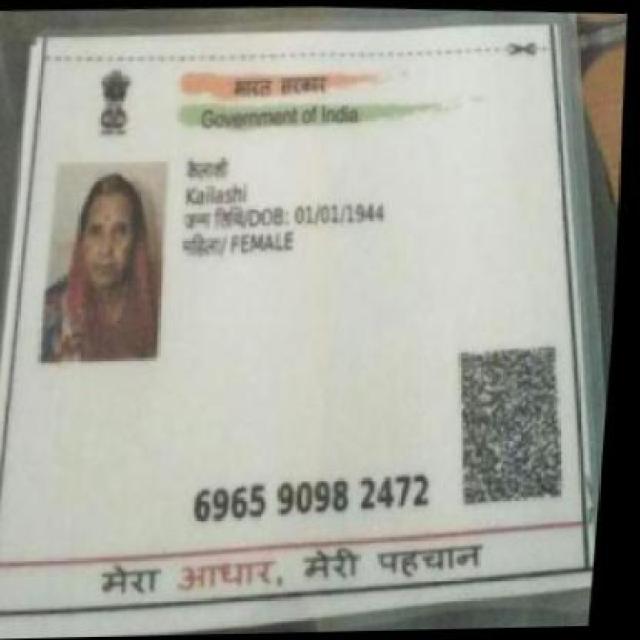 भारत सरकार
Government of India
कैलाशी
Kailashi
जन्म तिथि/DOB: 01/01/1944
महिला/ FEMALE
6965 9098 2472
मेरा आधार, मेरी पहचान